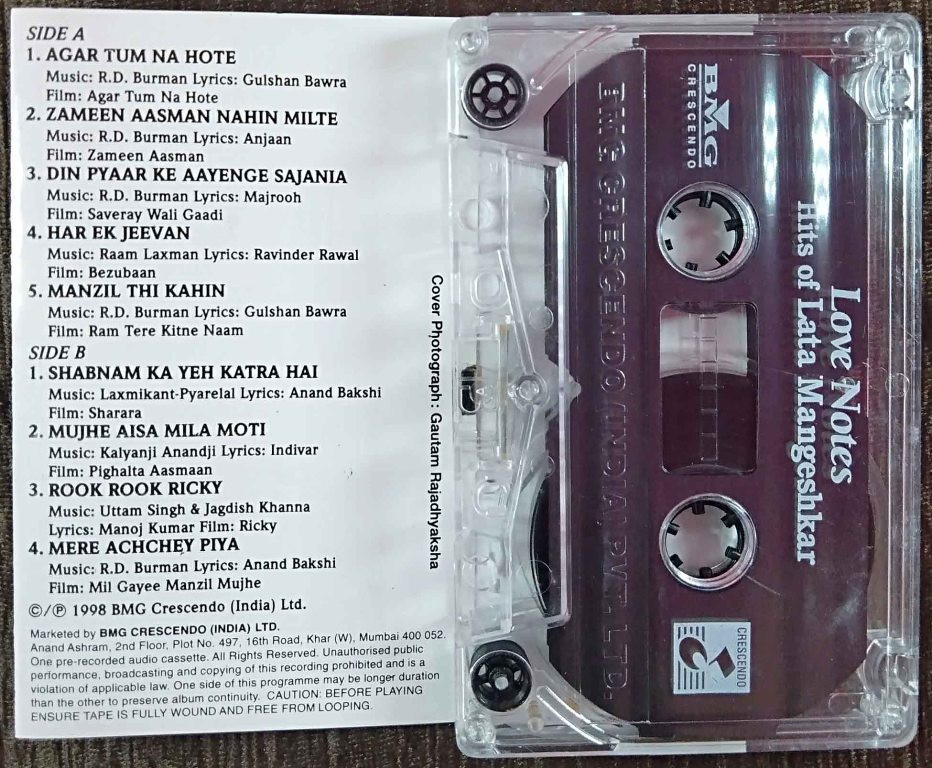 SIDE A
1. AGAR TUM NA HOTE
Music: R.D. Burman Lyrics: Gulshan Bawra
Film: Agar Tum Na Hote
2. ZAMEEN AASMAN NAHIN MILTE
Music: R.D. Burman Lyrics: Anjaan
Film: Zameen Aasman
3. DIN PYAAR KE AAYENGE SAJANIA
Music: R.D. Burman Lyrics: Majrooh
Film: Saveray Wali Gaadi
4. HAR EK JEEVAN
Music: Raam Laxman Lyrics: Ravinder Rawal
Film: Bezubaan
5. MANZIL THI KAHIN
Music: R.D. Burman Lyrics: Gulshan Bawra
Film: Ram Tere Kitne Naam
SIDE B
1. SHABNAM KA YEH KATRA HAI
Music: Laxmikant-Pyarelal Lyrics: Anand Bakshi
Film: Sharara
2. MUJHE AISA MILA MOTI
Music: Kalyanji Anandji Lyrics: Indivar
Film: Pighalta Aasmaan
3. ROOK ROOK RICKY
Music: Uttam Singh & Jagdish Khanna
Lyrics: Manoj Kumar Film: Ricky
4. MERE ACHCHEY PIYA
Music: R.D. Burman Lyrics: Anand Bakshi
Film: Mil Gayee Manzil Mujhe
©/℗ 1998 BMG Crescendo (India) Ltd.
Marketed by BMG CRESCENDO (INDIA) LTD.
Anand Ashram, 2nd Floor, Plot No. 497, 16th Road, Khar (W), Mumbai 400 052.
One pre-recorded audio cassette. All Rights Reserved. Unauthorised public
performance, broadcasting and copying of this recording prohibited and is a
violation of applicable law. One side of this programme may be longer duration
than the other to preserve album continuity. CAUTION: BEFORE PLAYING
ENSURE TAPE IS FULLY WOUND AND FREE FROM LOOPING.
Cover Photograph : Gautam Rajadhyaksha
BMG
CRESCENDO
Love Notes
Hits of Lata Mangeshkar
BMG CRESCENDO (INDIA) PVT. LTD.
CRESCENDO